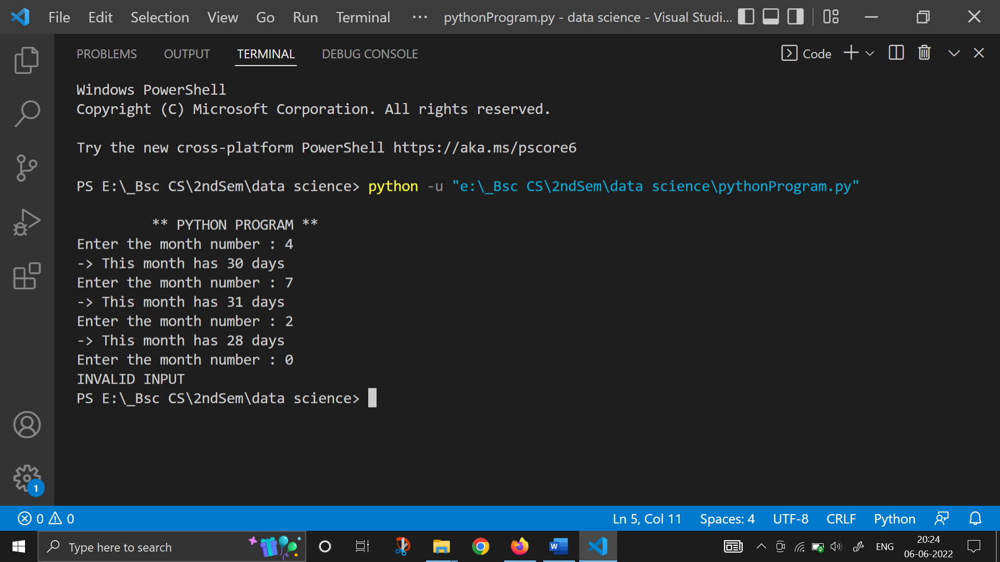 File Edit Selection View Go Run Terminal ··· pythonProgram.py - data science - Visual Studi...
PROBLEMS OUTPUT TERMINAL DEBUG CONSOLE Code
Windows PowerShell
Copyright (C) Microsoft Corporation. All rights reserved.
Try the new cross-platform PowerShell https://aka.ms/pscore6
PS E:\_Bsc CS\2ndSem\data science> python -u "e:\_Bsc CS\2ndSem\data science\pythonProgram.py"
** PYTHON PROGRAM **
Enter the month number : 4
-> This month has 30 days
Enter the month number : 7
-> This month has 31 days
Enter the month number : 2
-> This month has 28 days
Enter the month number : 0
INVALID INPUT
PS E:\_Bsc CS\2ndSem\data science>
1
0 0 Ln 5, Col 11 Spaces: 4 UTF-8 CRLF Python
Type here to search W ENG 20:24
06-06-2022